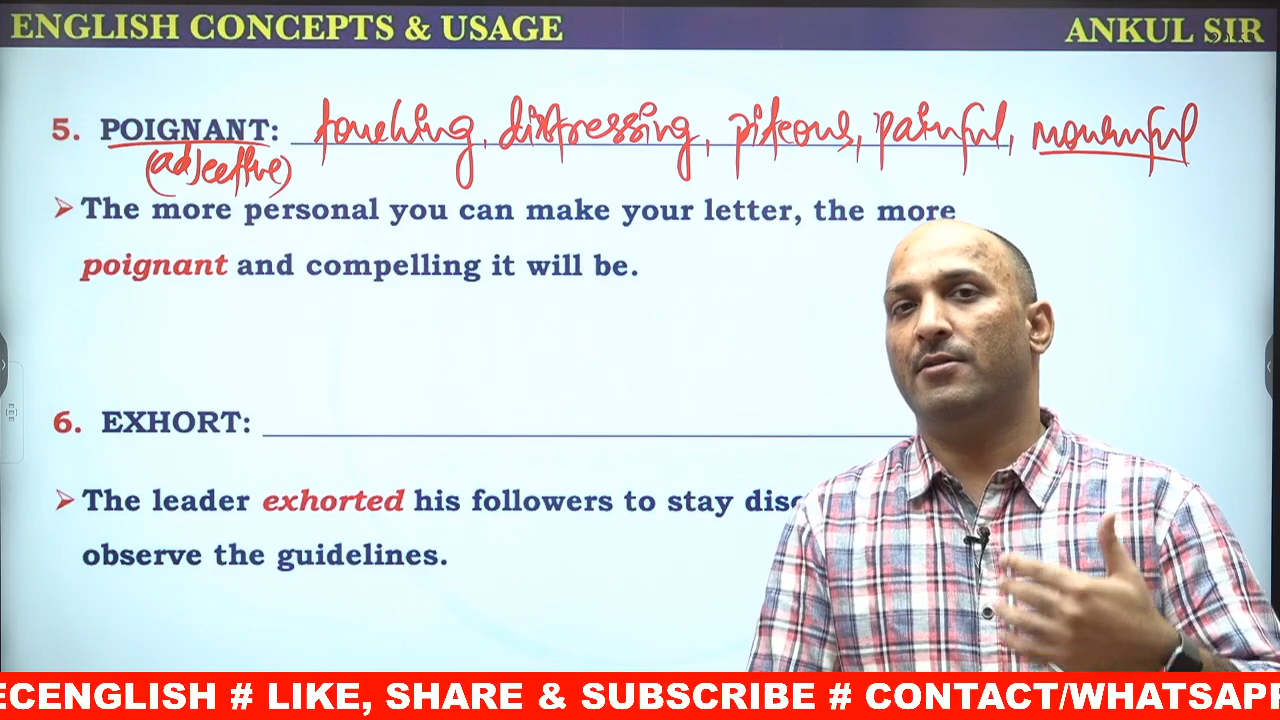 ENGLISH CONCEPTS & USAGE ANKUL SIR
5. POIGNANT: touching, distressing, piteous, painful, mournful
(adjective)
➢ The more personal you can make your letter, the more
poignant and compelling it will be.
6. EXHORT:
➢ The leader exhorted his followers to stay disc
observe the guidelines.
ECENGLISH # LIKE, SHARE & SUBSCRIBE # CONTACT/WHATSAPP